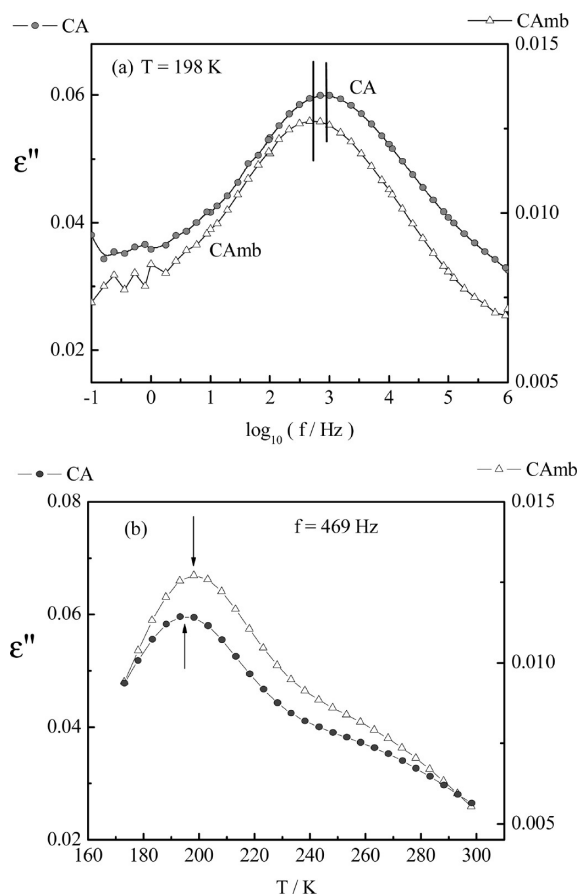 CA
CAmb
(a) T = 198 K
CA
CAmb
0.06
0.04
0.02
ε"
0.015
0.010
0.005
-1 0 1 2 3 4 5 6
log₁₀ ( f / Hz )
CA
CAmb
(b)
f = 469 Hz
0.08
0.06
0.04
0.02
ε"
0.015
0.010
0.005
160 180 200 220 240 260 280 300
T / K